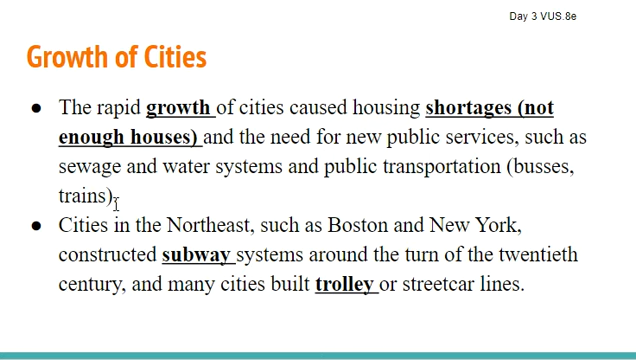 Day 3 VUS.8e
Growth of Cities
● The rapid growth of cities caused housing shortages (not
enough houses) and the need for new public services, such as
sewage and water systems and public transportation (busses,
trains)
● Cities in the Northeast, such as Boston and New York,
constructed subway systems around the turn of the twentieth
century, and many cities built trolley or streetcar lines.